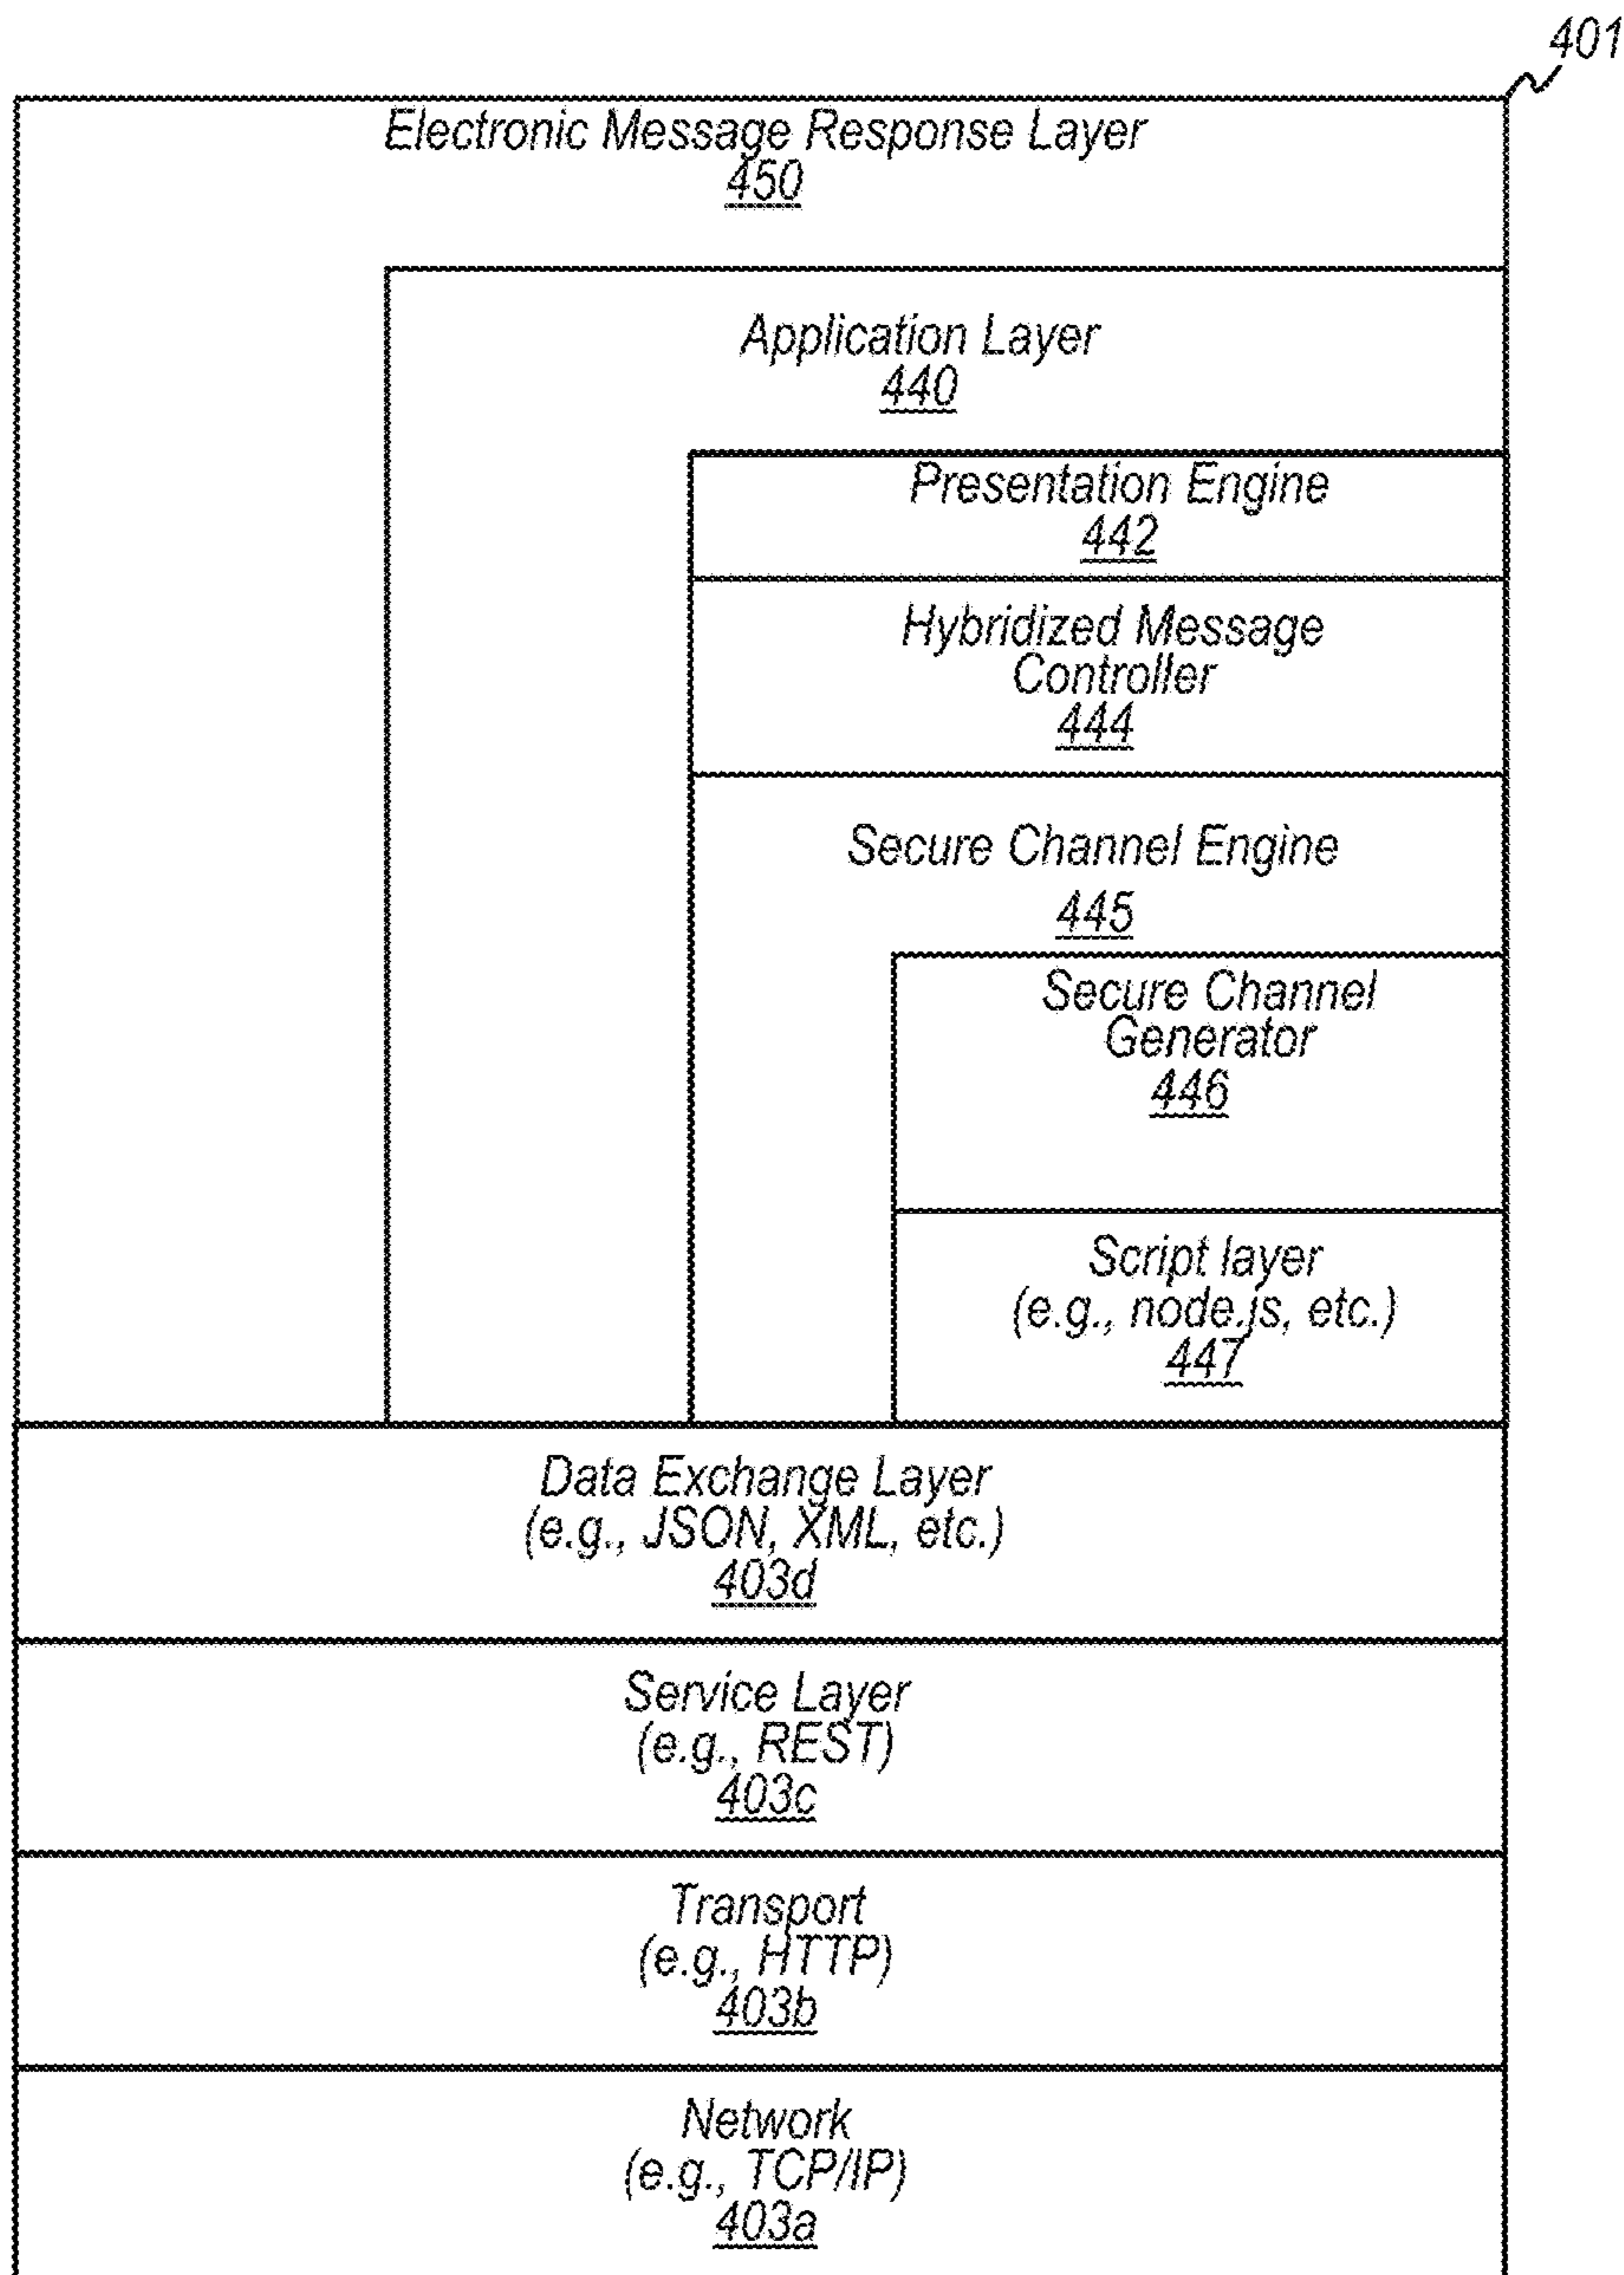 401
Electronic Message Response Layer
450
Application Layer
440
Presentation Engine
442
Hybridized Message
Controller
444
Secure Channel Engine
445
Secure Channel
Generator
446
Script layer
(e.g., node.js, etc.)
447
Data Exchange Layer
(e.g., JSON, XML, etc.)
403d
Service Layer
(e.g., REST)
403c
Transport
(e.g., HTTP)
403b
Network
(e.g., TCP/IP)
403a